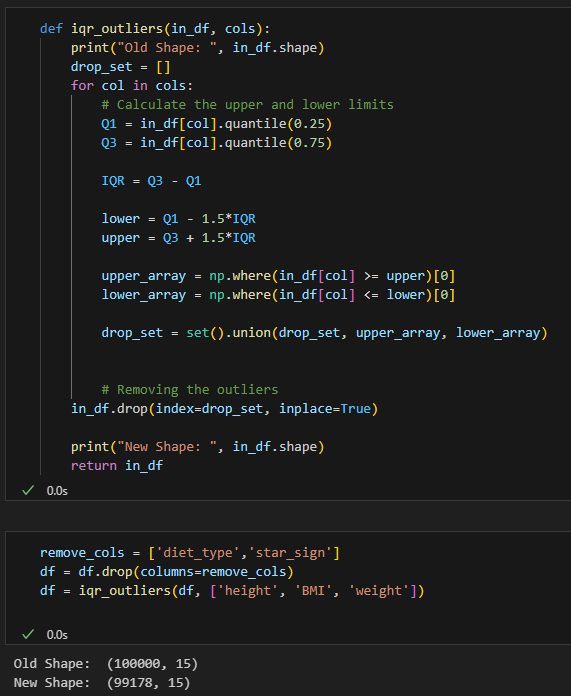 def iqr_outliers(in_df, cols):
print("Old Shape: ", in_df.shape)
drop_set = []
for col in cols:
# Calculate the upper and lower limits
Q1 = in_df[col].quantile(0.25)
Q3 = in_df[col].quantile(0.75)
IQR = Q3 - Q1
lower = Q1 - 1.5*IQR
upper = Q3 + 1.5*IQR
upper_array = np.where(in_df[col] >= upper)[0]
lower_array = np.where(in_df[col] <= lower)[0]
drop_set = set().union(drop_set, upper_array, lower_array)
# Removing the outliers
in_df.drop(index=drop_set, inplace=True)
print("New Shape: ", in_df.shape)
return in_df
0.0s
remove_cols = ['diet_type','star_sign']
df = df.drop(columns=remove_cols)
df = iqr_outliers(df, ['height', 'BMI', 'weight'])
0.0s
Old Shape:  (100000, 15)
New Shape:  (99178, 15)